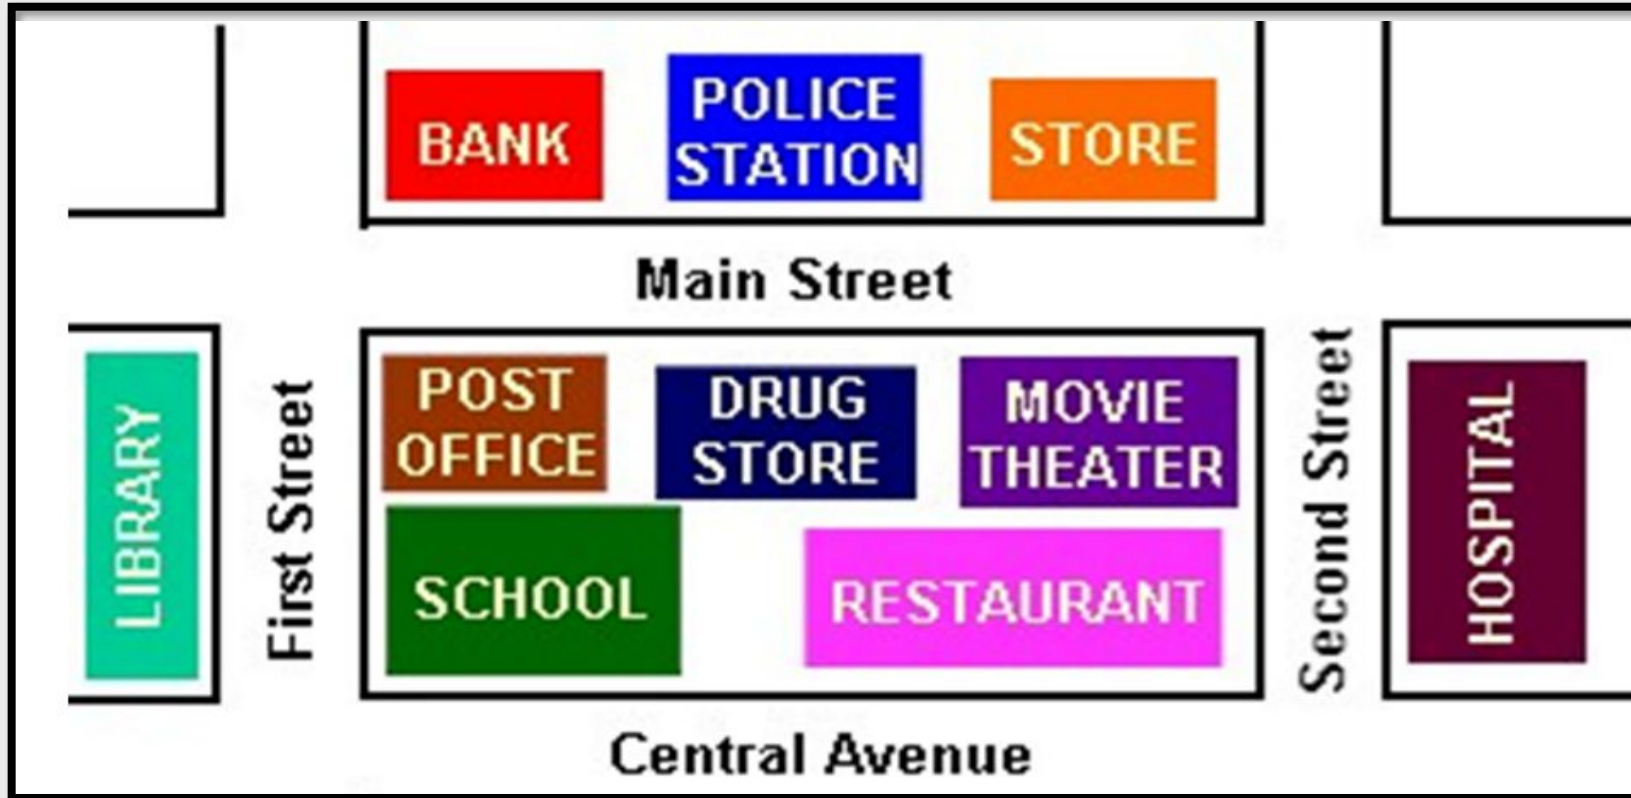 BANK
POLICE
STATION
STORE
Main Street
LIBRARY
First Street
POST
OFFICE
DRUG
STORE
MOVIE
THEATER
Second Street
HOSPITAL
SCHOOL
RESTAURANT
Central Avenue